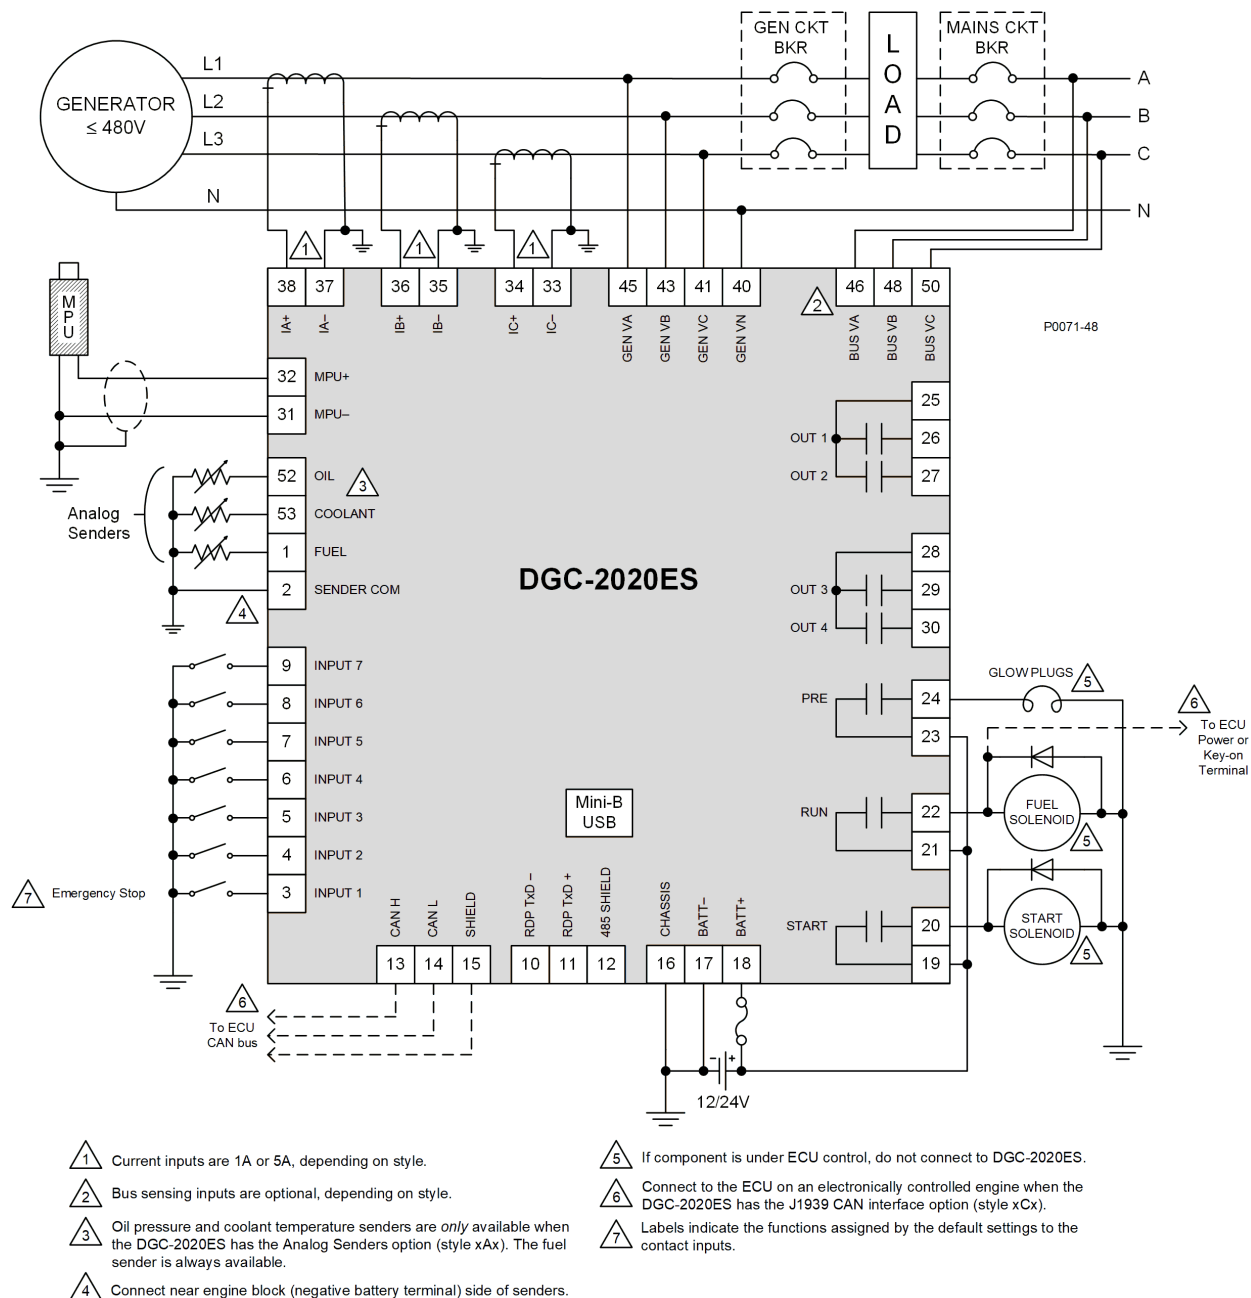 GEN CKT
BKR
LOAD
MAINS CKT
BKR
GENERATOR
≤ 480V
L1
L2
L3
N
A
B
C
N
1
1
1
38
37
36
35
34
33
45
43
41
40
46
48
50
2
IA+
IA–
IB+
IB–
IC+
IC–
GEN VA
GEN VB
GEN VC
GEN VN
BUS VA
BUS VB
BUS VC
P0071-48
MPU
32 MPU+
31 MPU–
Analog
Senders
52 OIL
3
53 COOLANT
1 FUEL
2 SENDER COM
4
DGC-2020ES
25
OUT 1 26
OUT 2 27
28
OUT 3 29
OUT 4 30
9 INPUT 7
8 INPUT 6
7 INPUT 5
6 INPUT 4
5 INPUT 3
4 INPUT 2
3 INPUT 1
7 Emergency Stop
PRE 24
23
GLOW PLUGS 5
6
To ECU
Power or
Key-on
Terminal
RUN 22
21
FUEL
SOLENOID
5
START 20
19
START
SOLENOID
5
Mini-B
USB
CAN H
CAN L
SHIELD
RDP TxD –
RDP TxD +
485 SHIELD
CHASSIS
BATT–
BATT+
13
14
15
10
11
12
16
17
18
6
To ECU
CAN bus
- +
12/24V
1 Current inputs are 1A or 5A, depending on style.
2 Bus sensing inputs are optional, depending on style.
3 Oil pressure and coolant temperature senders are only available when
the DGC-2020ES has the Analog Senders option (style xAx). The fuel
sender is always available.
4 Connect near engine block (negative battery terminal) side of senders.
5 If component is under ECU control, do not connect to DGC-2020ES.
6 Connect to the ECU on an electronically controlled engine when the
DGC-2020ES has the J1939 CAN interface option (style xCx).
7 Labels indicate the functions assigned by the default settings to the
contact inputs.